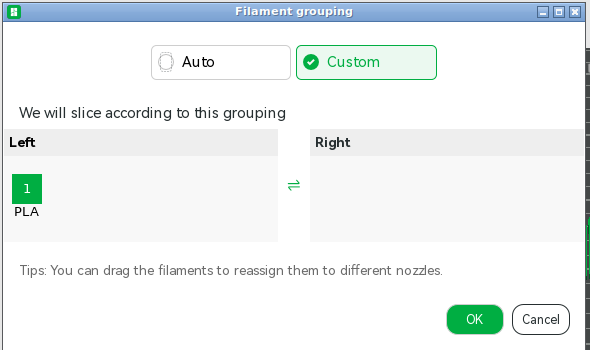 Filament grouping
Auto
Custom
We will slice according to this grouping
Left
Right
1
PLA
Tips: You can drag the filaments to reassign them to different nozzles.
OK
Cancel